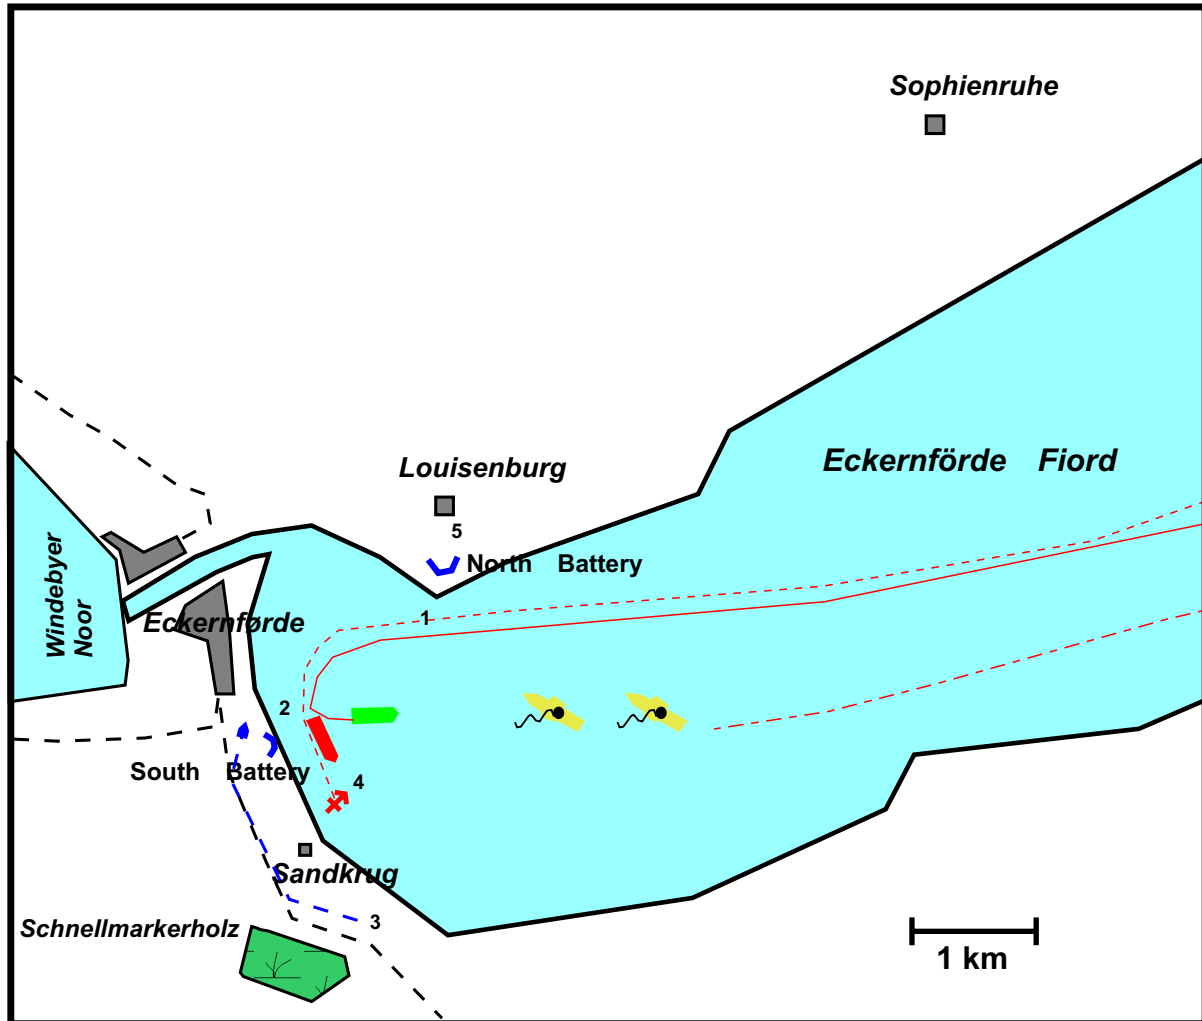 Sophienruhe
Eckernförde Fiord
Louisenburg
5
North Battery
Windebyer
Noor
Eckernførde
1
2
South Battery
4
Sandkrug
3
Schnellmarkerholz
1 km